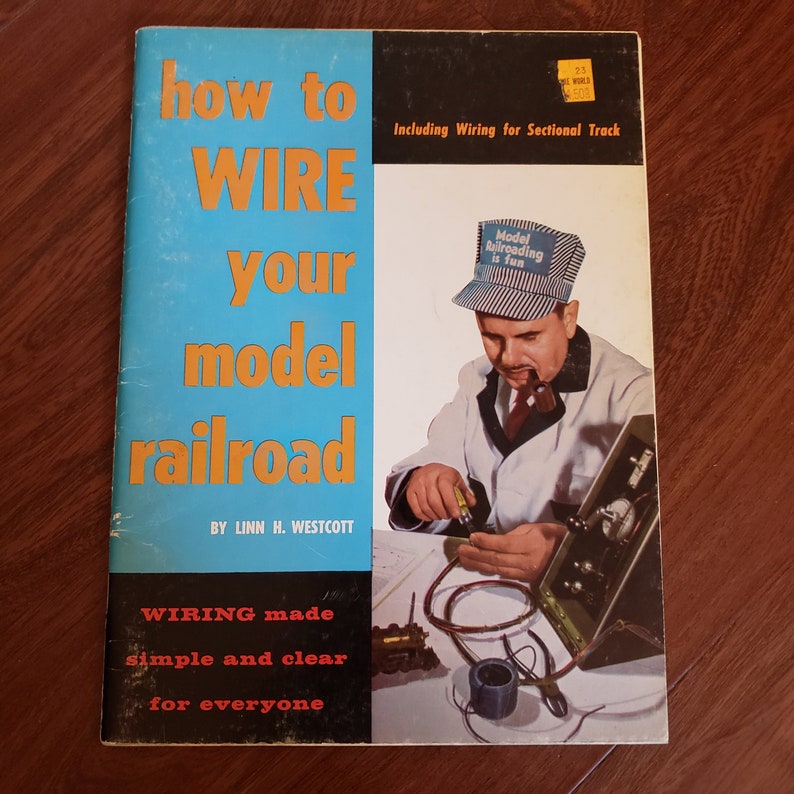 how to
WIRE
your
model
railroad
BY LINN H. WESTCOTT
WIRING made
simple and clear
for everyone
23
WORLD
Including Wiring for Sectional Track
Model
Railroading
is fun